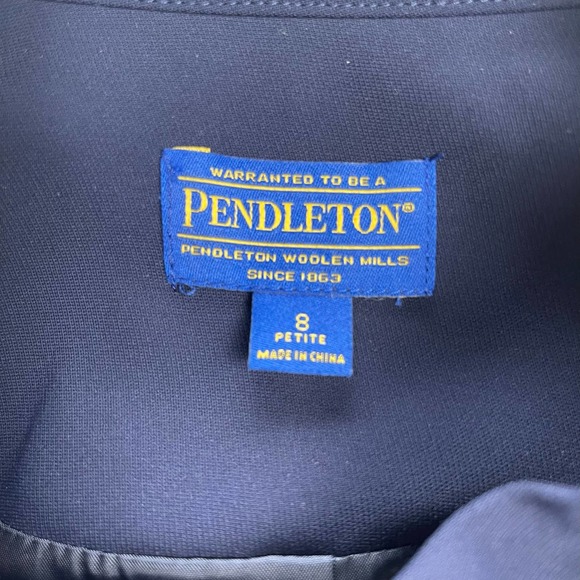 WARRANTED TO BE A
PENDLETON®
PENDLETON WOOLEN MILLS
SINCE 1863
8
PETITE
MADE IN CHINA